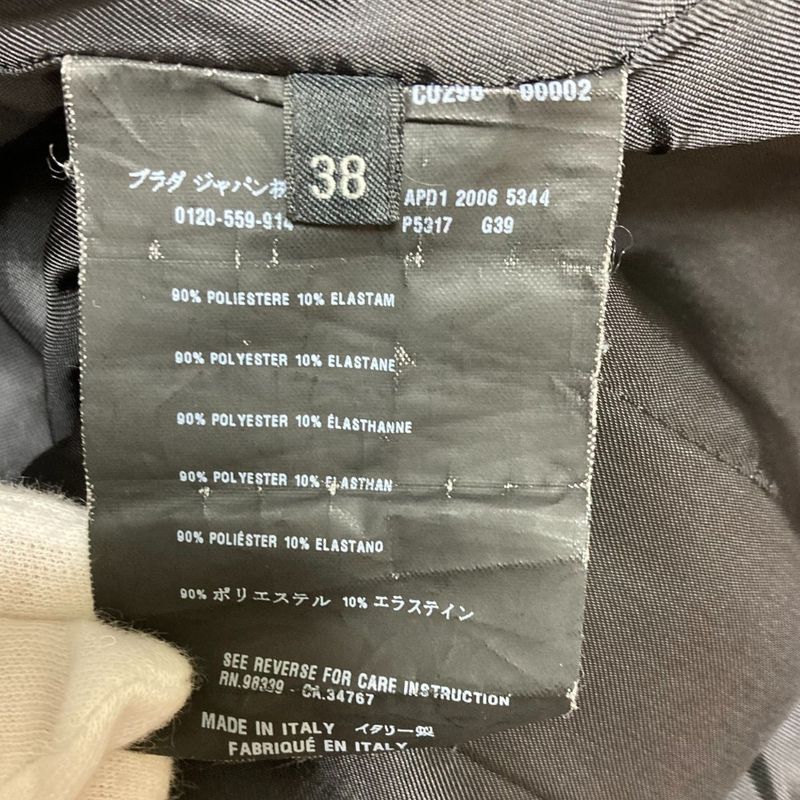 C0298 00002
38
プラダ ジャパン株
APD1 2006 5344
0120-559-914
P5317 G39
90% POLIESTERE 10% ELASTAM
90% POLYESTER 10% ELASTANE
90% POLYESTER 10% ÉLASTHANNE
90% POLYESTER 10% ELASTHAN
90% POLIÉSTER 10% ELASTANO
90% ポリエステル 10% エラステイン
SEE REVERSE FOR CARE INSTRUCTION
RN.98339 - CA.34767
MADE IN ITALY イタリー製
FABRIQUÉ EN ITALY